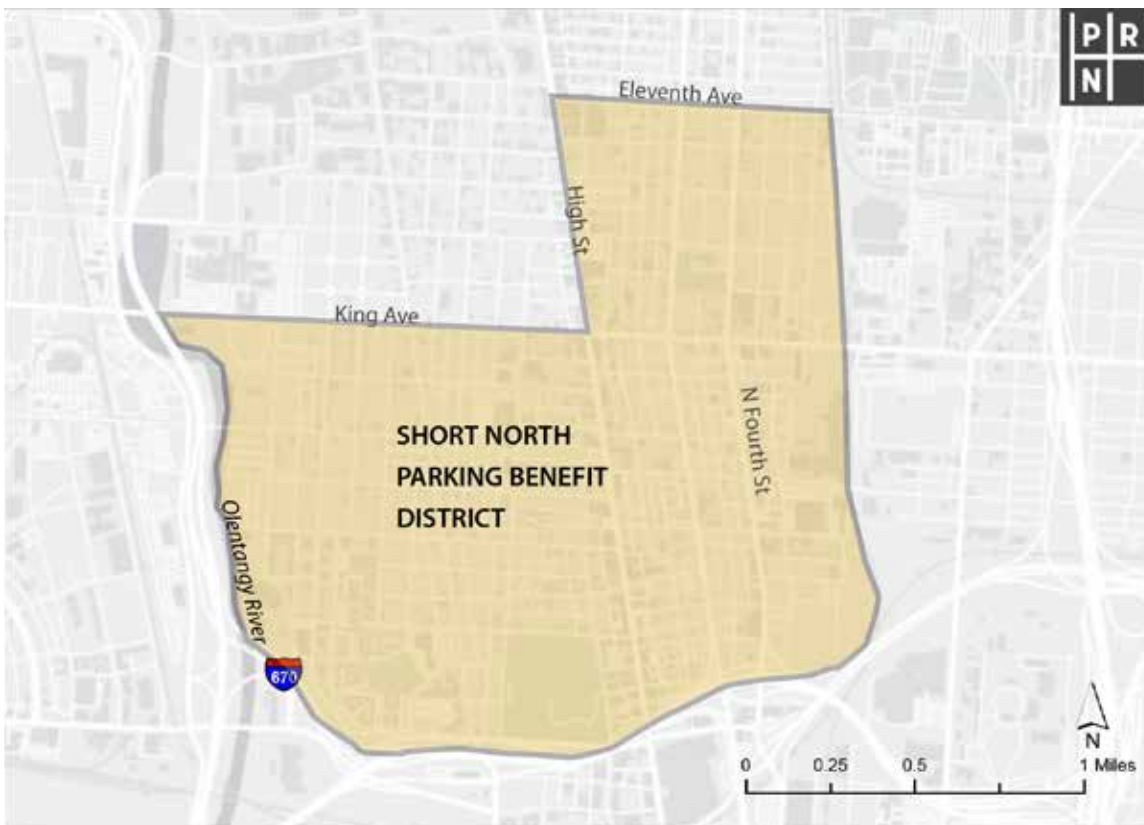 P R
N
Eleventh Ave
High St
King Ave
N Fourth St
SHORT NORTH
PARKING BENEFIT
DISTRICT
Olentangy River
670
N
0 0.25 0.5 1 Miles